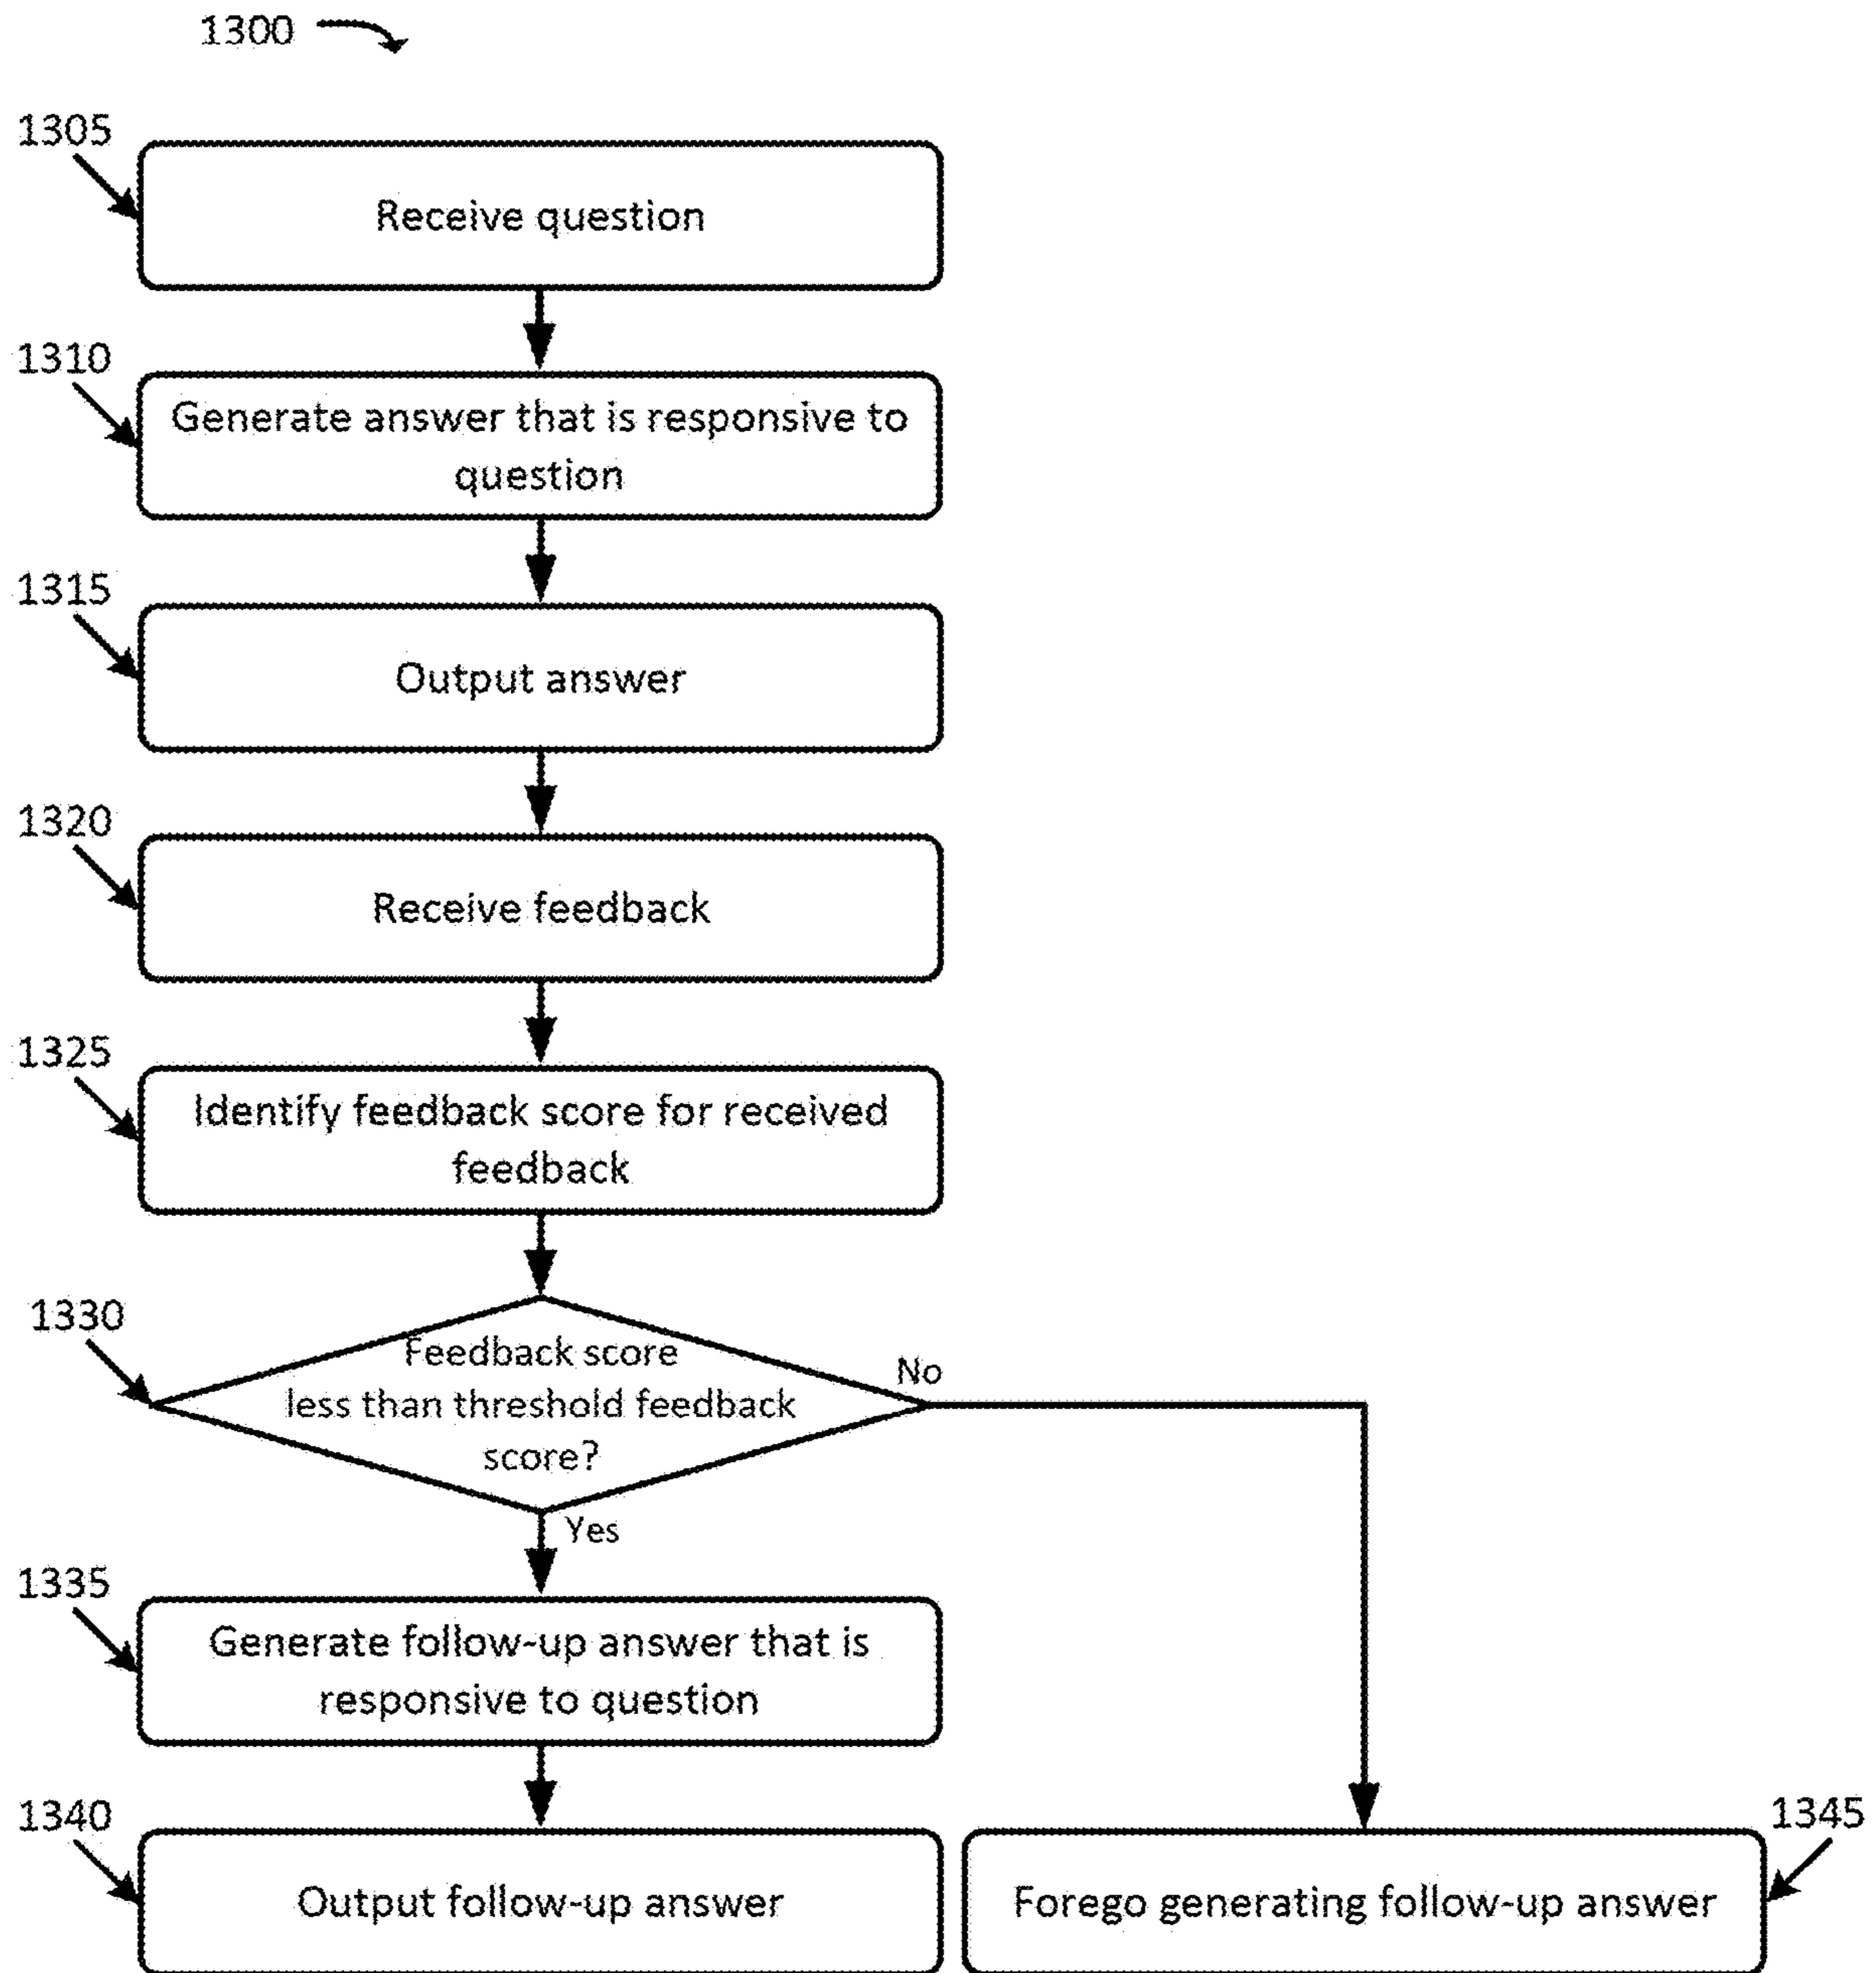 1300
1305
Receive question
1310
Generate answer that is responsive to
question
1315
Output answer
1320
Receive feedback
1325
Identify feedback score for received
feedback
1330
Feedback score
less than threshold feedback
score?
No
Yes
1335
Generate follow-up answer that is
responsive to question
1340
Output follow-up answer
1345
Forego generating follow-up answer